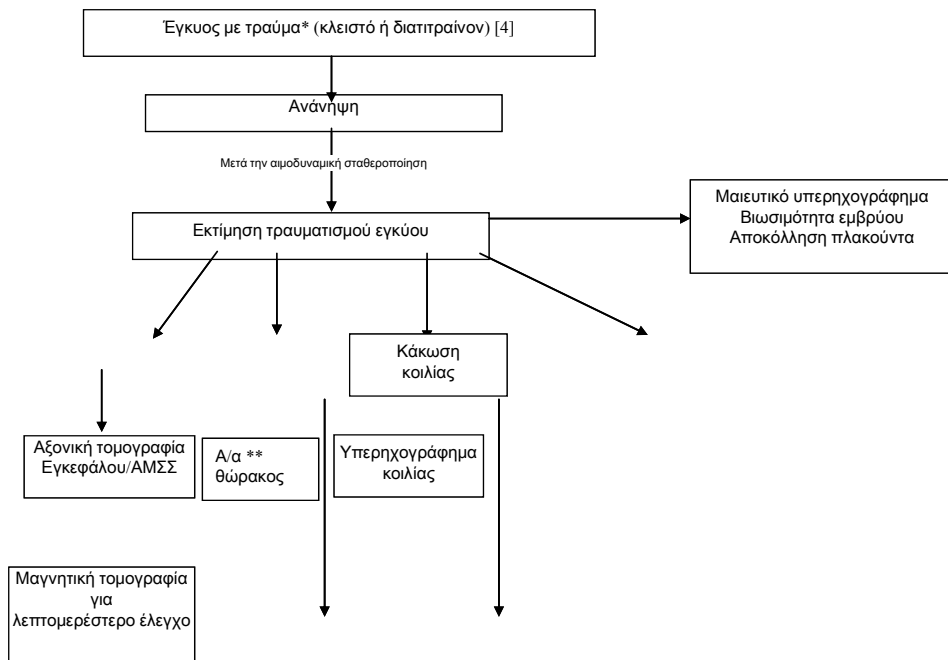 Έγκυος με τραύμα* (κλειστό ή διατιτραίνον) [4]
Ανάνηψη
Μετά την αιμοδυναμική σταθεροποίηση
Μαιευτικό υπερηχογράφημα
Βιωσιμότητα εμβρύου
Αποκόλληση πλακούντα
Εκτίμηση τραυματισμού εγκύου
Κάκωση
κοιλίας
Αξονική τομογραφία
Εγκεφάλου/ΑΜΣΣ
Α/α **
θώρακος
Υπερηχογράφημα
κοιλίας
Μαγνητική τομογραφία
για
λεπτομερέστερο έλεγχο